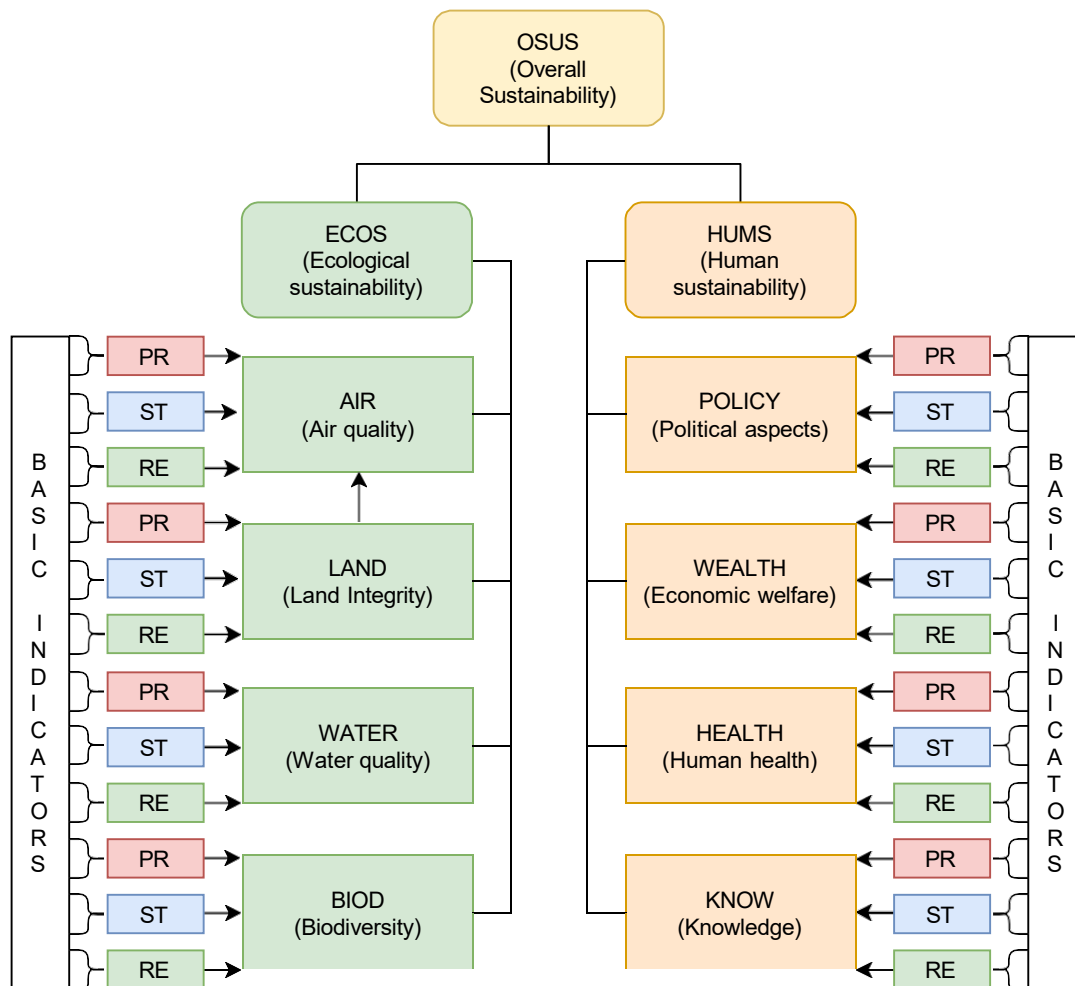 OSUS
(Overall
Sustainability)
ECOS
(Ecological
sustainability)
HUMS
(Human
sustainability)
BASIC INDICATORS
PR
ST
RE
AIR
(Air quality)
PR
ST
RE
LAND
(Land Integrity)
PR
ST
RE
WATER
(Water quality)
PR
ST
RE
BIOD
(Biodiversity)
POLICY
(Political aspects)
PR
ST
RE
WEALTH
(Economic welfare)
PR
ST
RE
HEALTH
(Human health)
PR
ST
RE
KNOW
(Knowledge)
PR
ST
RE
BASIC INDICATORS